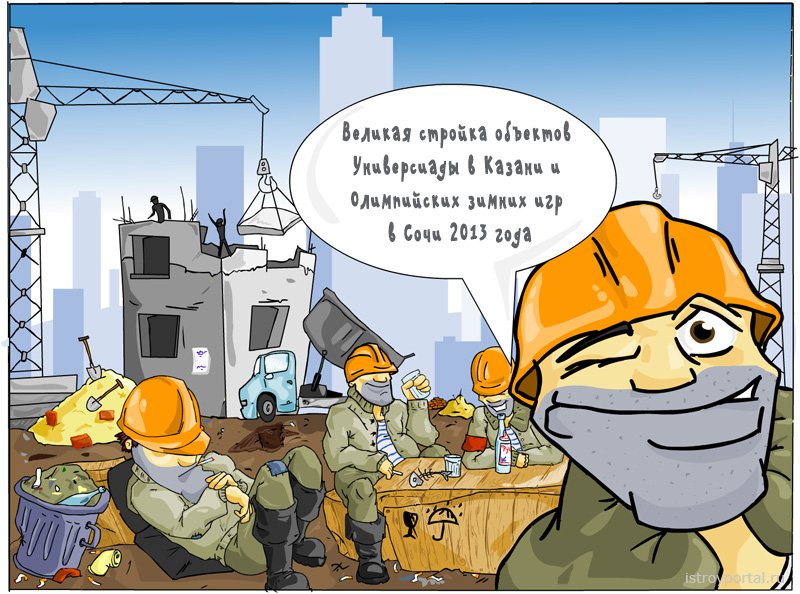 Великая стройка объектов
Универсиады в Казани и
Олимпийских зимних игр
в Сочи 2013 года
istroyportal.ru